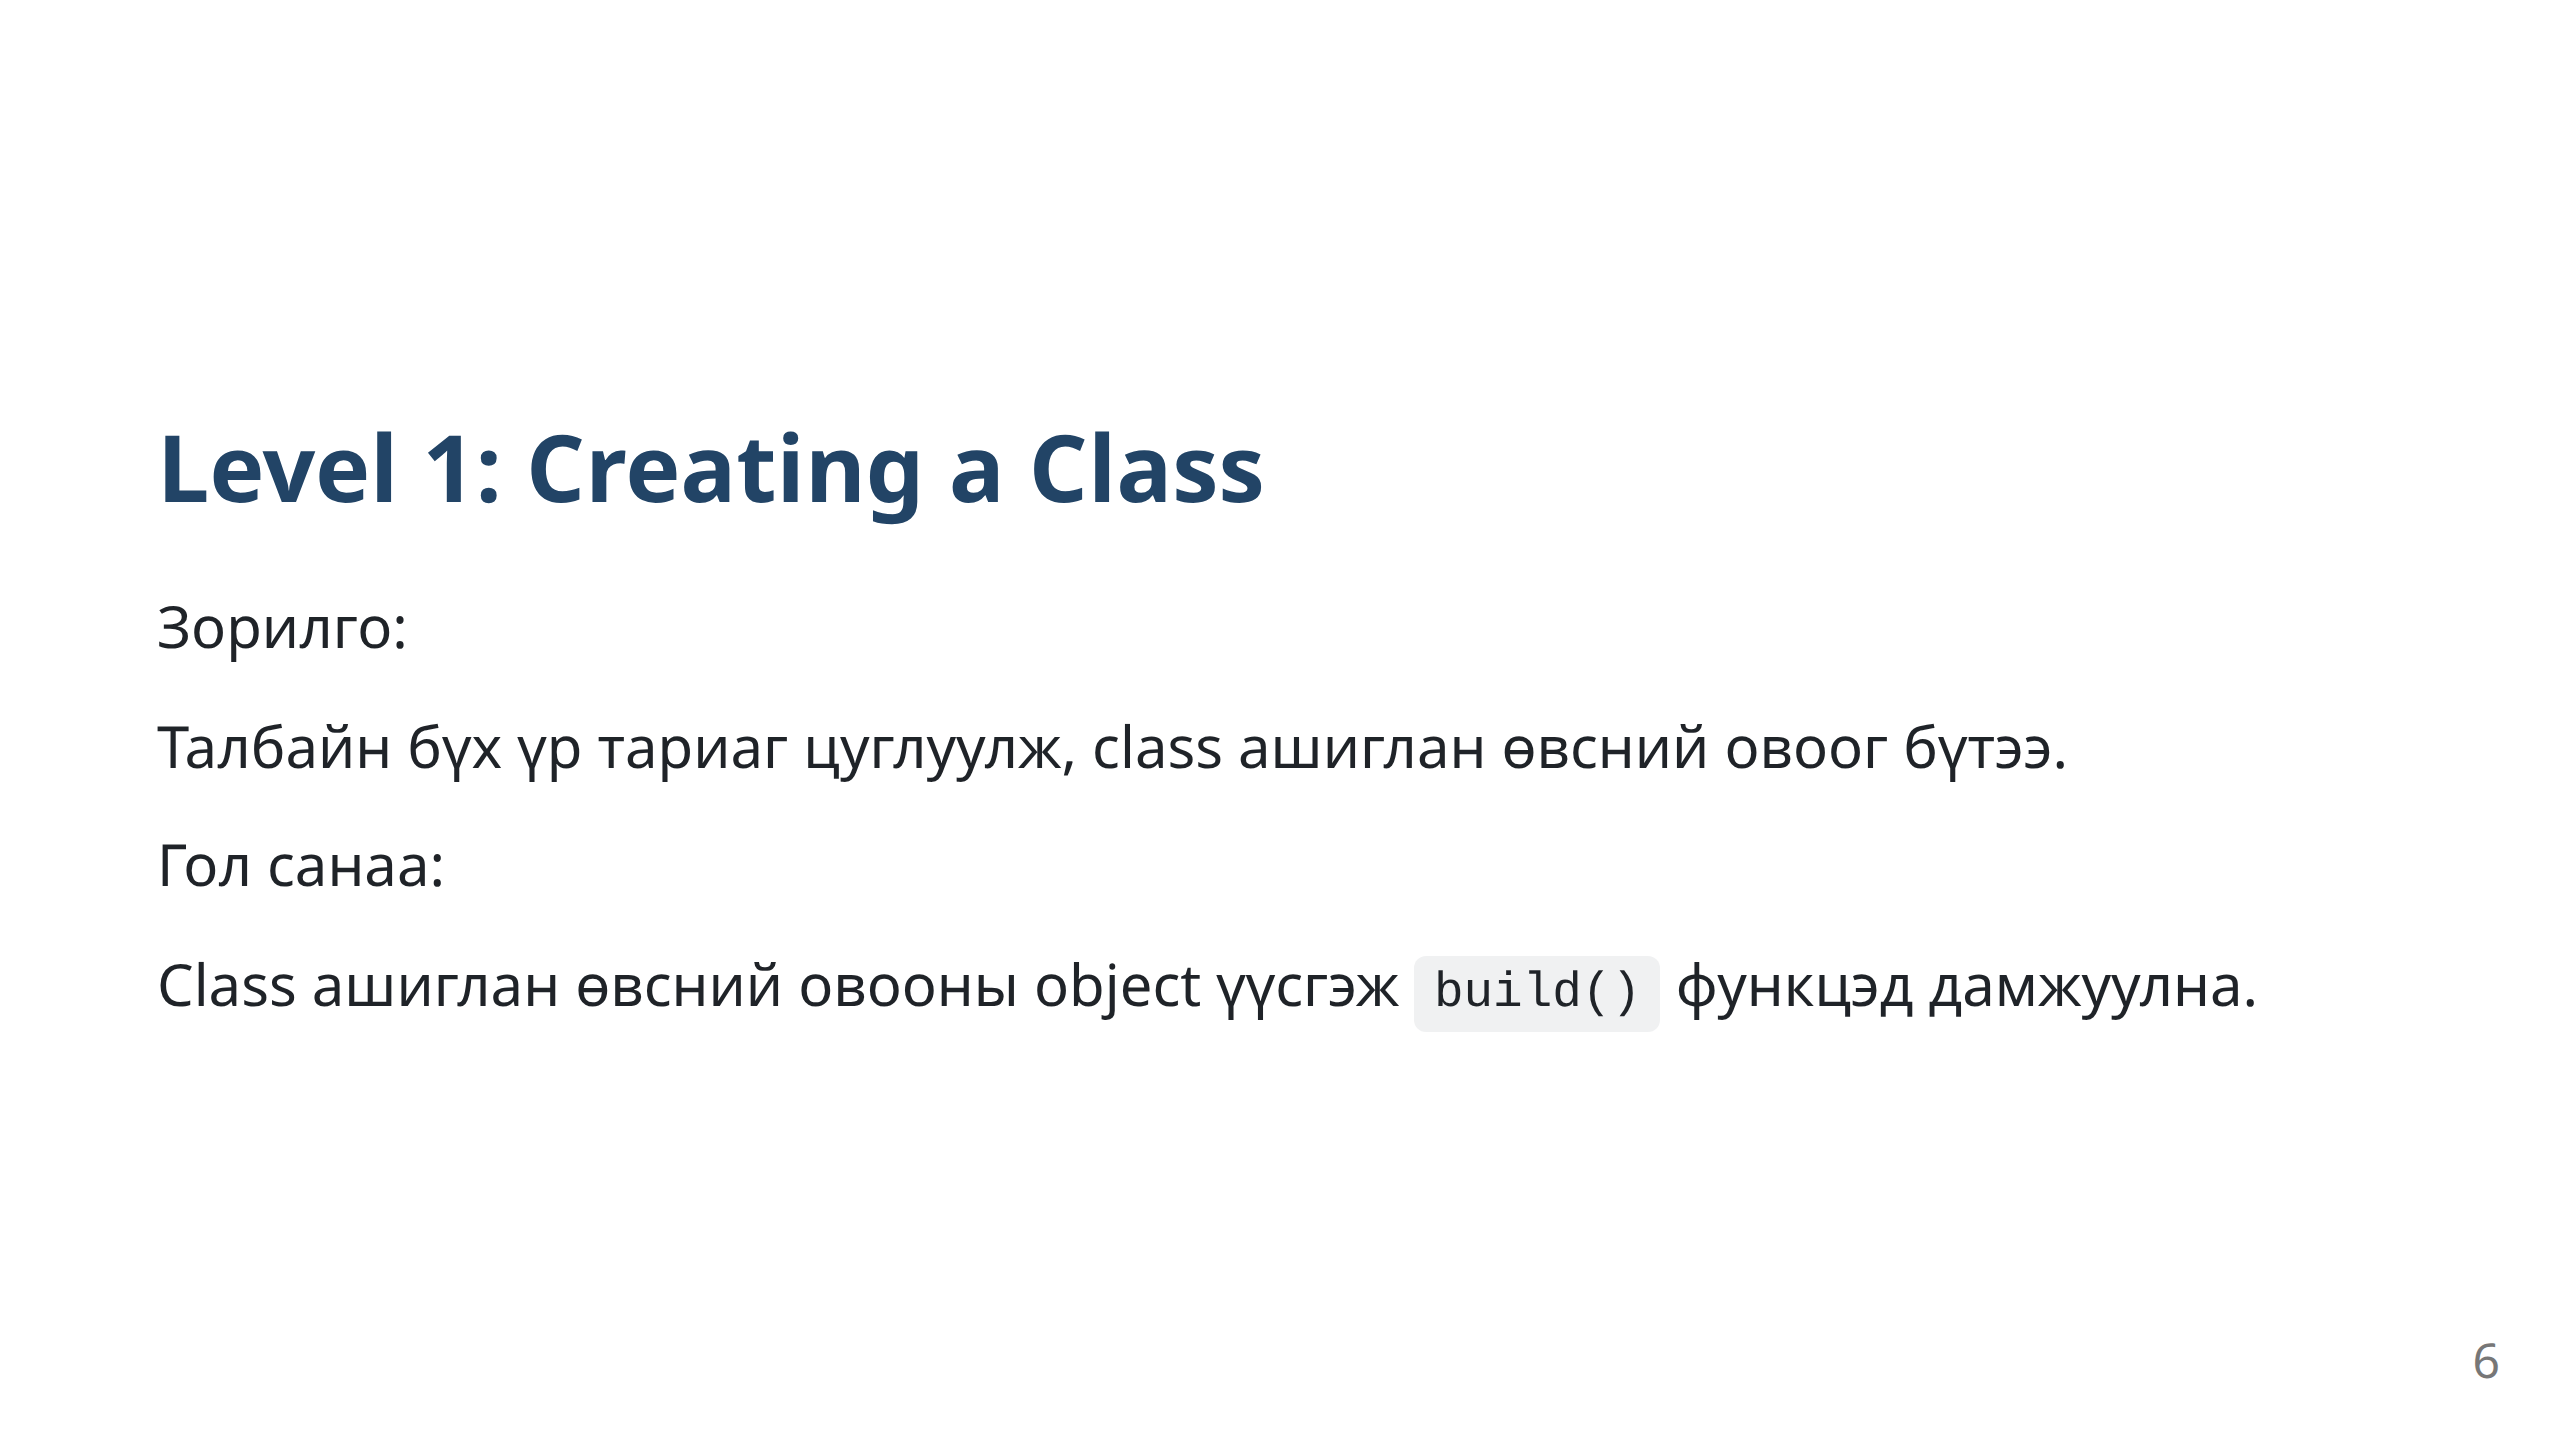 Level 1: Creating a Class
Зорилго:
Талбайн бүх үр тариаг цуглуулж, class ашиглан өвсний овоог бүтээ.
Гол санаа:
Class ашиглан өвсний овооны object үүсгэж build() функцэд дамжуулна.
6